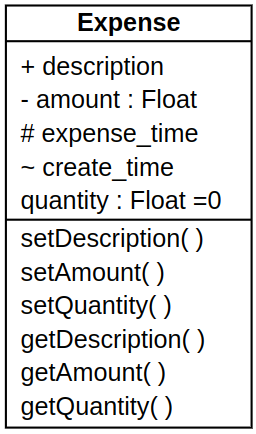 Expense
+ description
- amount : Float
# expense_time
~ create_time
quantity : Float =0
setDescription( )
setAmount( )
setQuantity( )
getDescription( )
getAmount( )
getQuantity( )